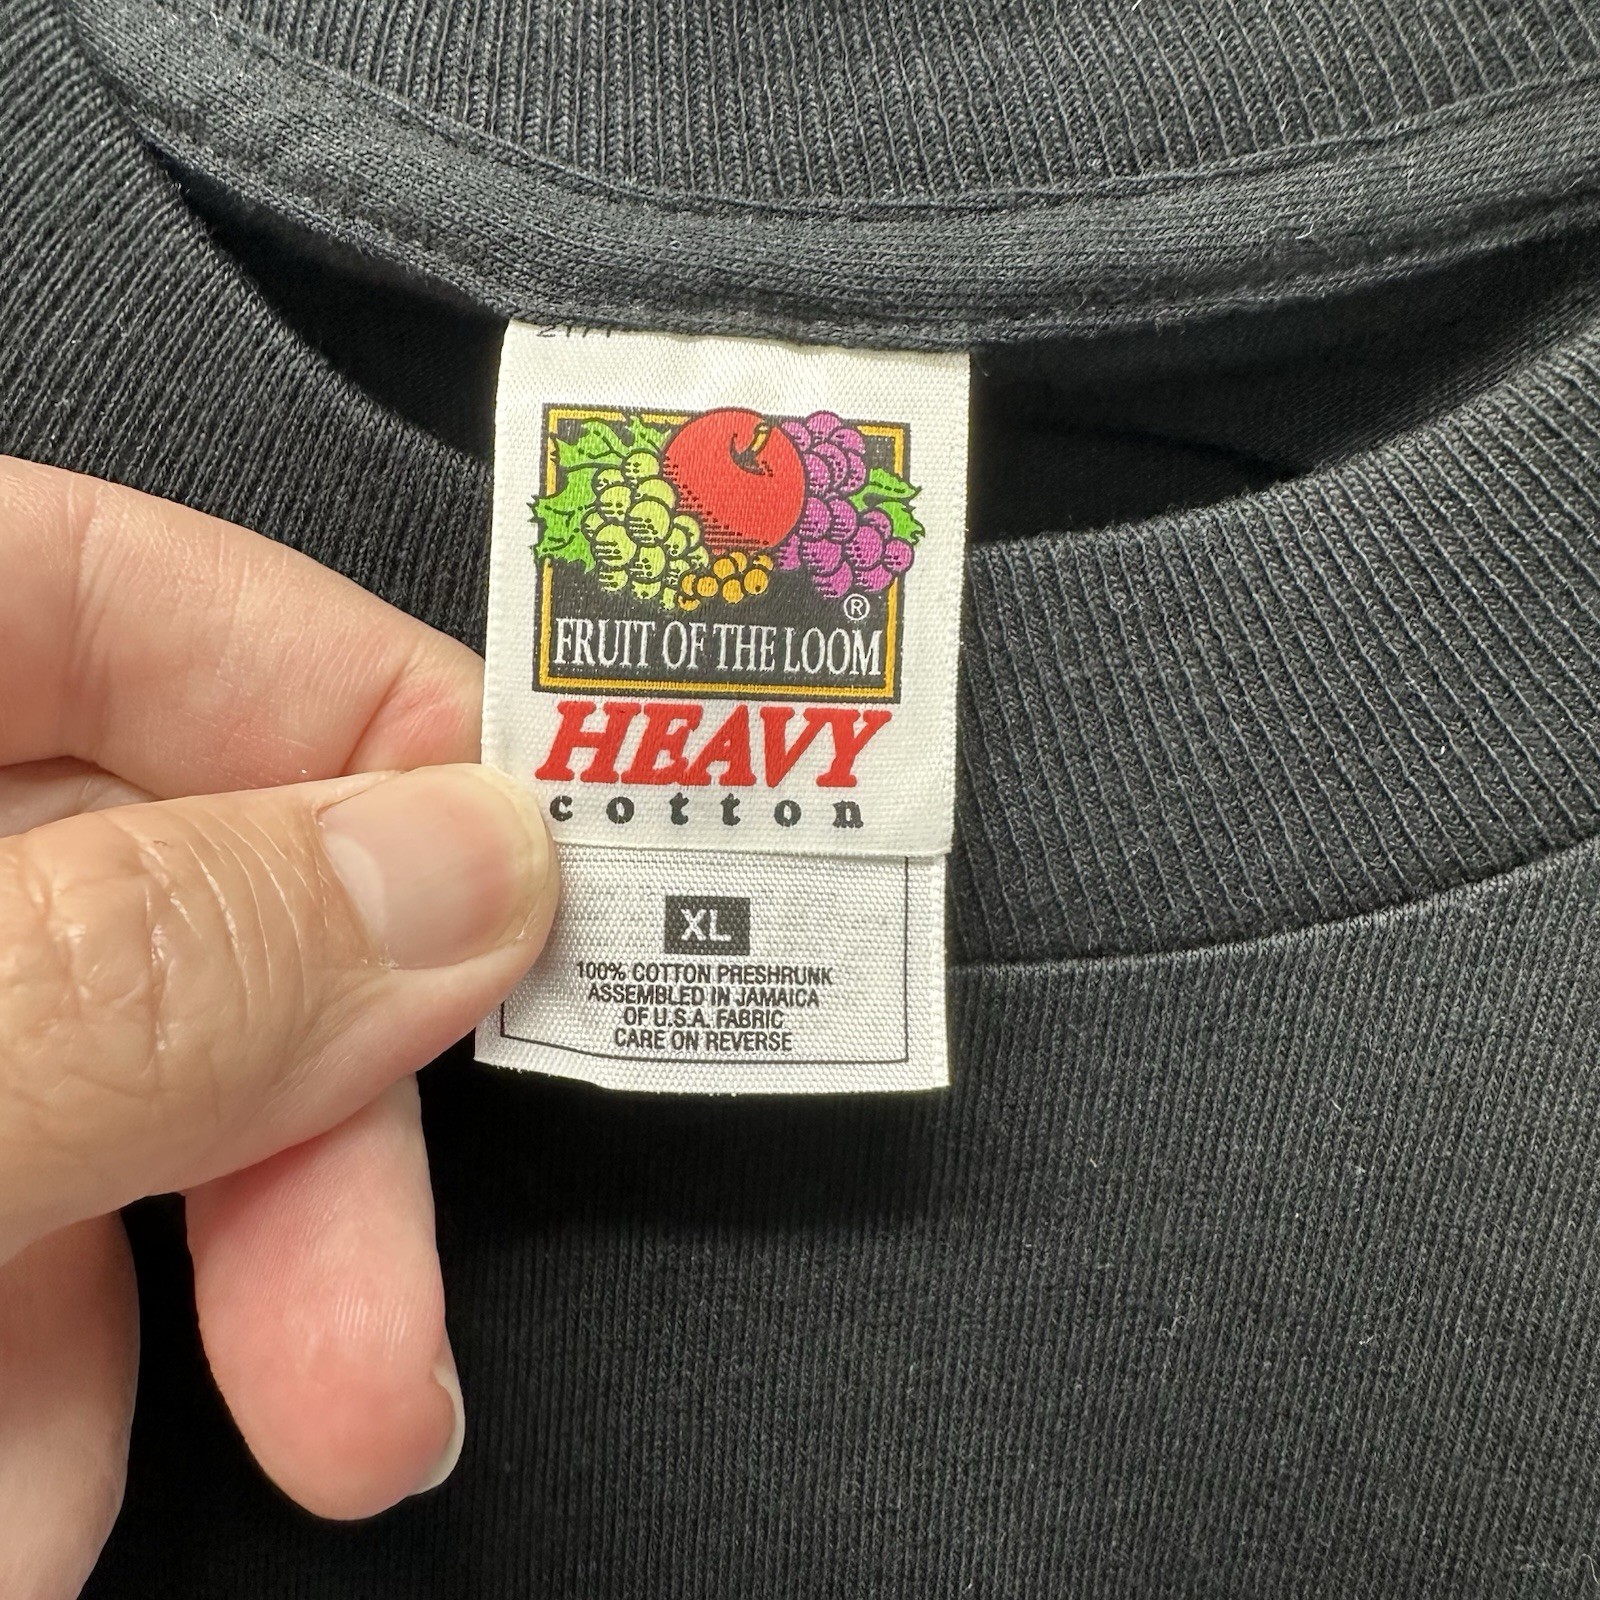 ®
FRUIT OF THE LOOM
HEAVY
cotton
XL
100% COTTON PRESHRUNK
ASSEMBLED IN JAMAICA
OF U.S.A. FABRIC
CARE ON REVERSE